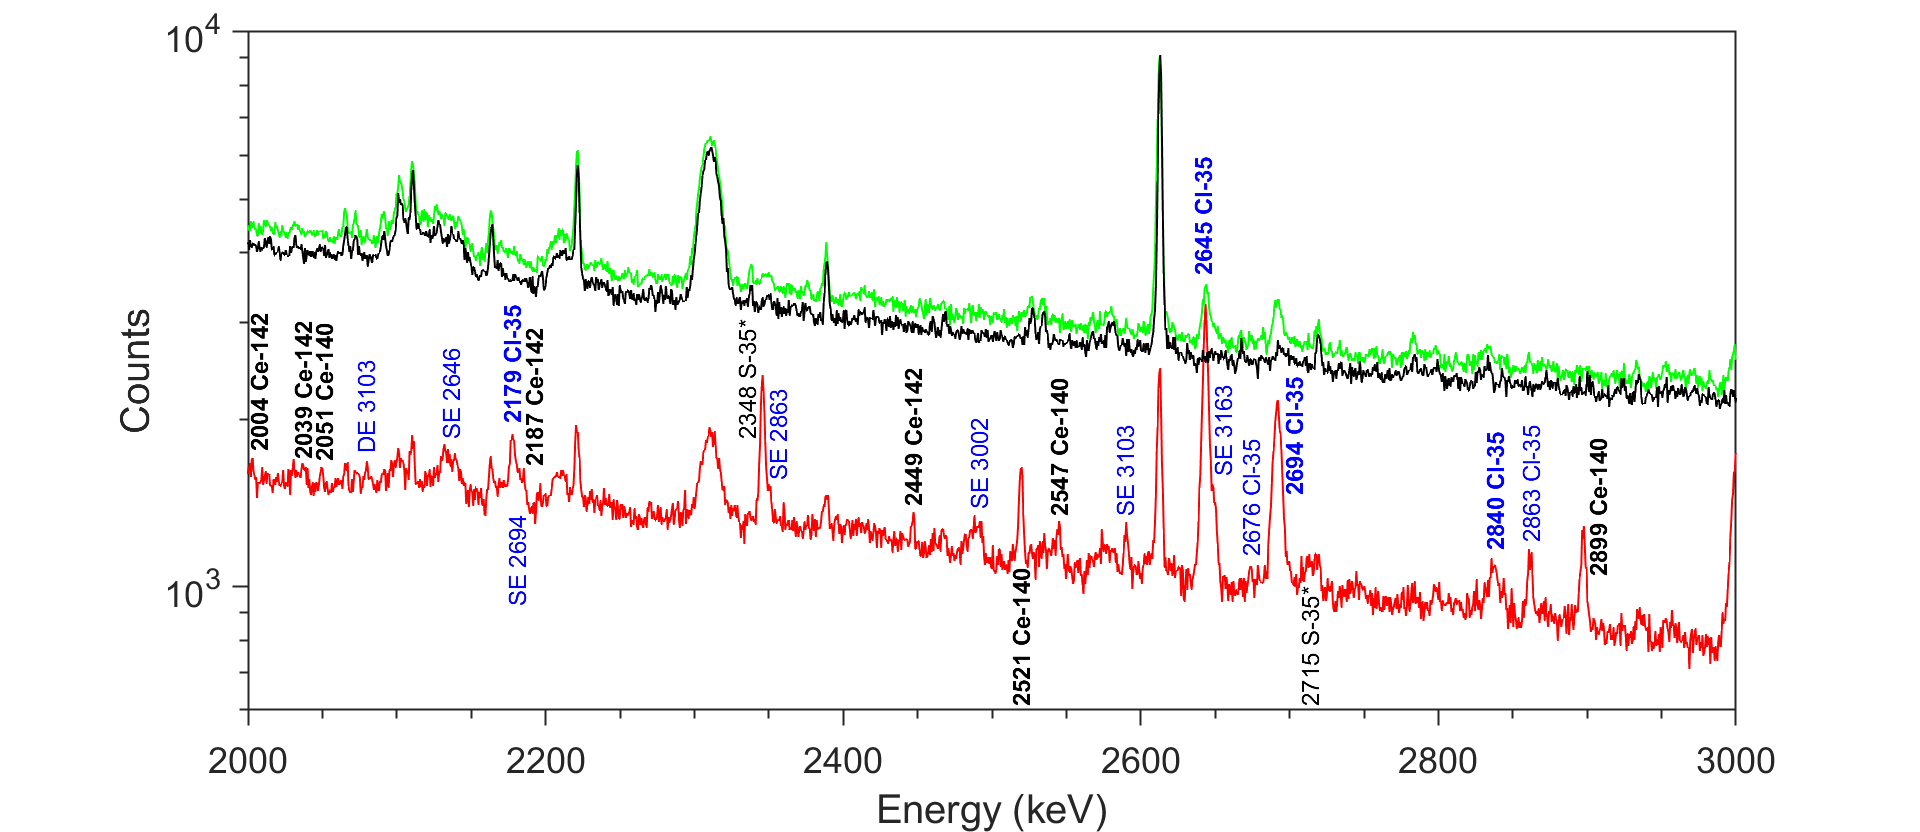 10^4
10^3
Counts
2004 Ce-142
2039 Ce-142
2051 Ce-140
DE 3103
SE 2646
2179 Cl-35
SE 2694
2187 Ce-142
2348 S-35*
SE 2863
2449 Ce-142
SE 3002
2521 Ce-140
2547 Ce-140
SE 3103
2645 Cl-35
SE 3163
2676 Cl-35
2694 Cl-35
2715 S-35*
2840 Cl-35
2863 Cl-35
2899 Ce-140
2000
2200
2400
2600
2800
3000
Energy (keV)